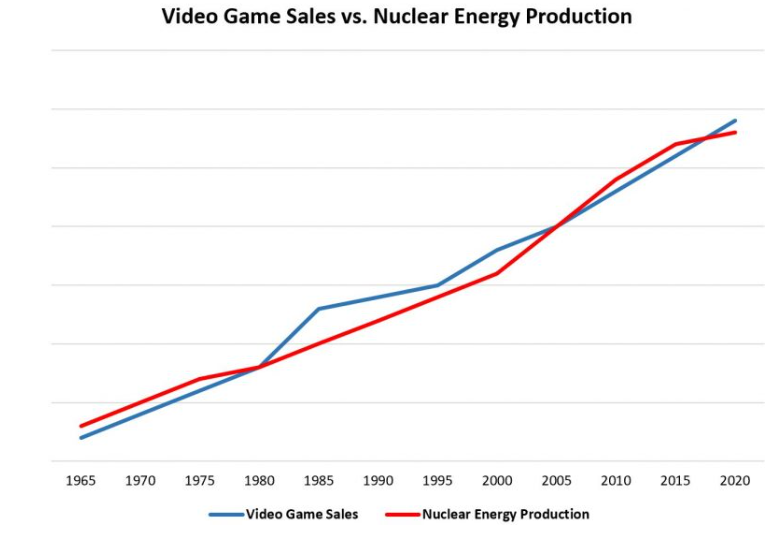 Video Game Sales vs. Nuclear Energy Production
1965 1970 1975 1980 1985 1990 1995 2000 2005 2010 2015 2020
Video Game Sales Nuclear Energy Production